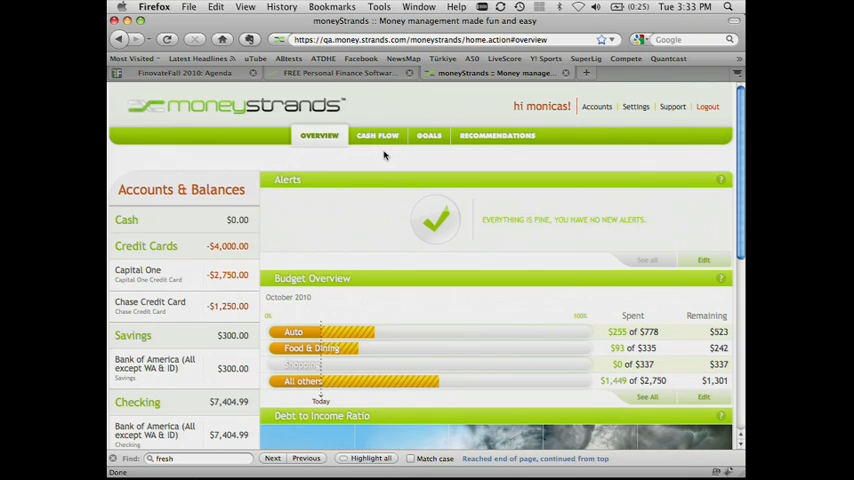 Firefox File Edit View History Bookmarks Tools Window Help (0:25) Tue 3:33 PM
moneyStrands :: Money management made fun and easy
https://qa.money.strands.com/moneystrands/home.action#overview Google
Most Visited Latest Headlines uTube ABtests ATDHE Facebook NewsMap Türkiye A50 LiveScore Y! Sports SuperLig Compete Quantcast
FinovateFall 2010: Agenda FREE Personal Finance Softwar... moneyStrands :: Money manage...
moneystrands™ hi monicas! Accounts Settings Support Logout
OVERVIEW CASH FLOW GOALS RECOMMENDATIONS
Accounts & Balances
Cash $0.00
Credit Cards -$4,000.00
Capital One -$2,750.00
Capital One Credit Card
Chase Credit Card -$1,250.00
Chase Credit Card
Savings $300.00
Bank of America (All except WA & ID) $300.00
Savings
Checking $7,404.99
Bank of America (All except WA & ID) $7,404.99
Checking
Alerts ?
EVERYTHING IS FINE, YOU HAVE NO NEW ALERTS.
See all Edit
Budget Overview ?
October 2010
0% 100% Spent Remaining
Auto $255 of $778 $523
Food & Dining $93 of $335 $242
Shopping $0 of $337 $337
All others $1,449 of $2,750 $1,301
Today
See All Edit
Debt to Income Ratio ?
Find: fresh Next Previous Highlight all Match case Reached end of page, continued from top
Done